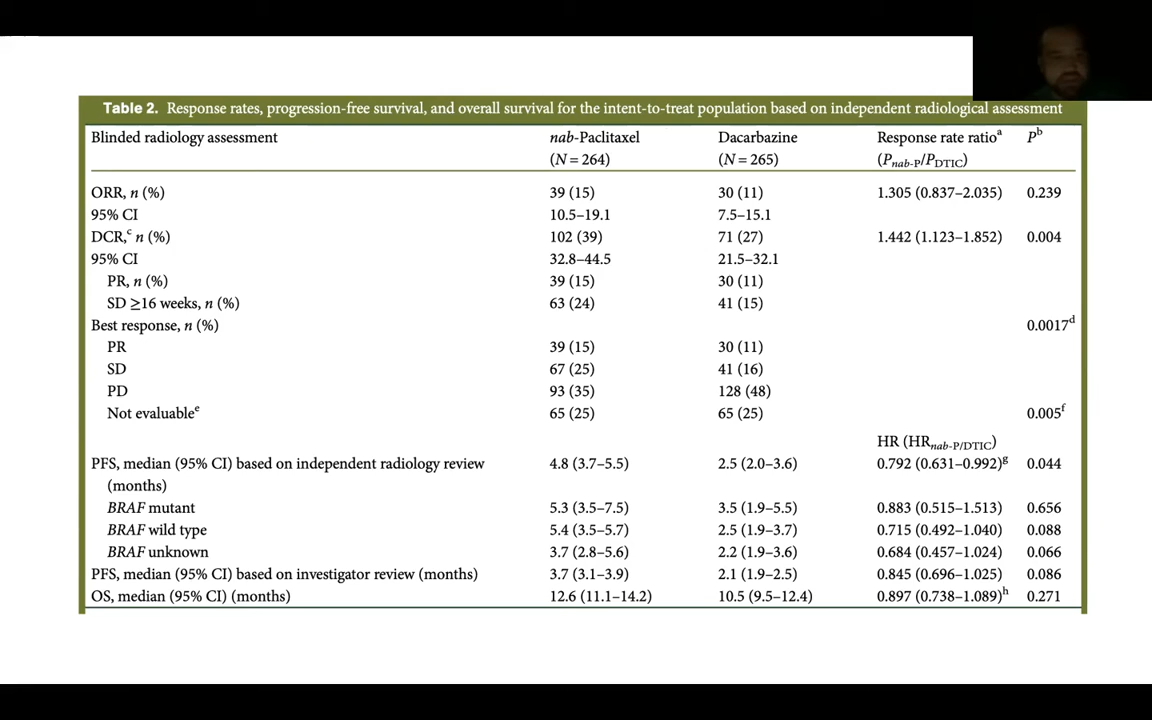 Table 2. Response rates, progression-free survival, and overall survival for the intent-to-treat population based on independent radiological assessment
Blinded radiology assessment nab-Paclitaxel Dacarbazine Response rate ratioᵃ Pᵇ
(N = 264) (N = 265) (Pnab-P/PDTIC)
ORR, n (%) 39 (15) 30 (11) 1.305 (0.837–2.035) 0.239
95% CI 10.5–19.1 7.5–15.1
DCR,ᶜ n (%) 102 (39) 71 (27) 1.442 (1.123–1.852) 0.004
95% CI 32.8–44.5 21.5–32.1
PR, n (%) 39 (15) 30 (11)
SD ≥16 weeks, n (%) 63 (24) 41 (15)
Best response, n (%) 0.0017ᵈ
PR 39 (15) 30 (11)
SD 67 (25) 41 (16)
PD 93 (35) 128 (48)
Not evaluableᵉ 65 (25) 65 (25) 0.005ᶠ
HR (HRnab-P/DTIC)
PFS, median (95% CI) based on independent radiology review 4.8 (3.7–5.5) 2.5 (2.0–3.6) 0.792 (0.631–0.992)ᵍ 0.044
(months)
BRAF mutant 5.3 (3.5–7.5) 3.5 (1.9–5.5) 0.883 (0.515–1.513) 0.656
BRAF wild type 5.4 (3.5–5.7) 2.5 (1.9–3.7) 0.715 (0.492–1.040) 0.088
BRAF unknown 3.7 (2.8–5.6) 2.2 (1.9–3.6) 0.684 (0.457–1.024) 0.066
PFS, median (95% CI) based on investigator review (months) 3.7 (3.1–3.9) 2.1 (1.9–2.5) 0.845 (0.696–1.025) 0.086
OS, median (95% CI) (months) 12.6 (11.1–14.2) 10.5 (9.5–12.4) 0.897 (0.738–1.089)ʰ 0.271